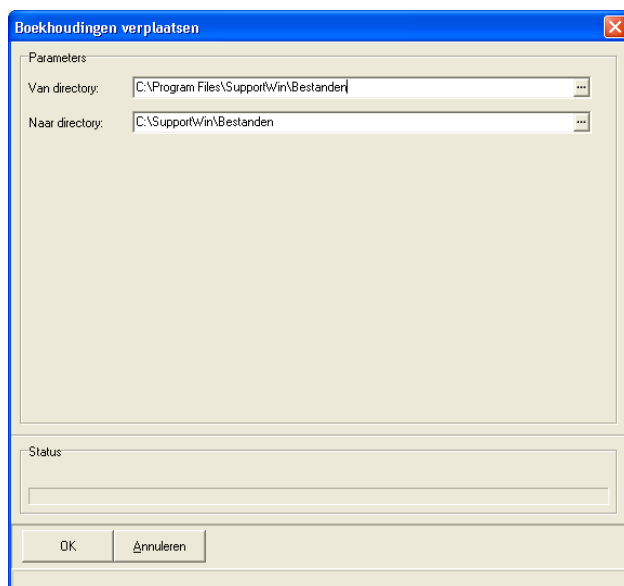 Boekhoudingen verplaatsen
Parameters
Van directory: C:\Program Files\SupportWin\Bestanden ...
Naar directory: C:\SupportWin\Bestanden ...
Status
OK Annuleren